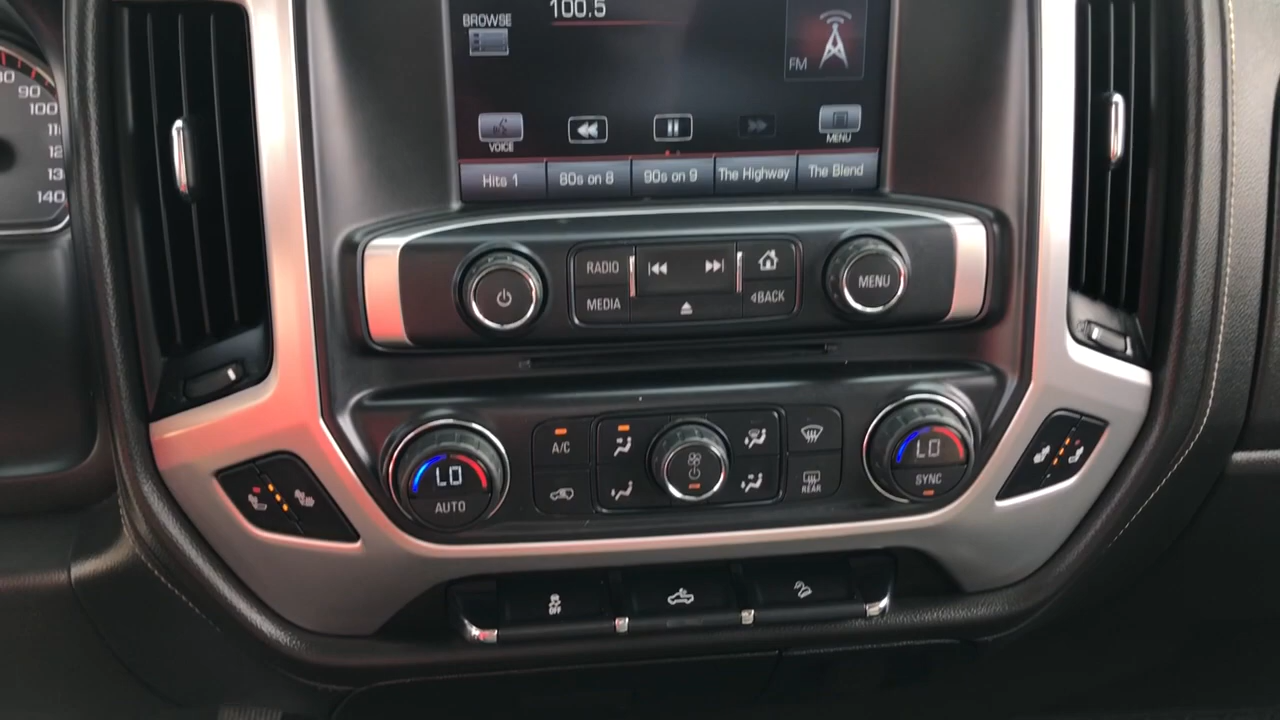 100.5
BROWSE
FM
VOICE
MENU
Hits 1
80s on 8
90s on 9
The Highway
The Blend
90
100
140
RADIO
MEDIA
BACK
MENU
LO
AUTO
A/C
REAR
LO
SYNC
OFF